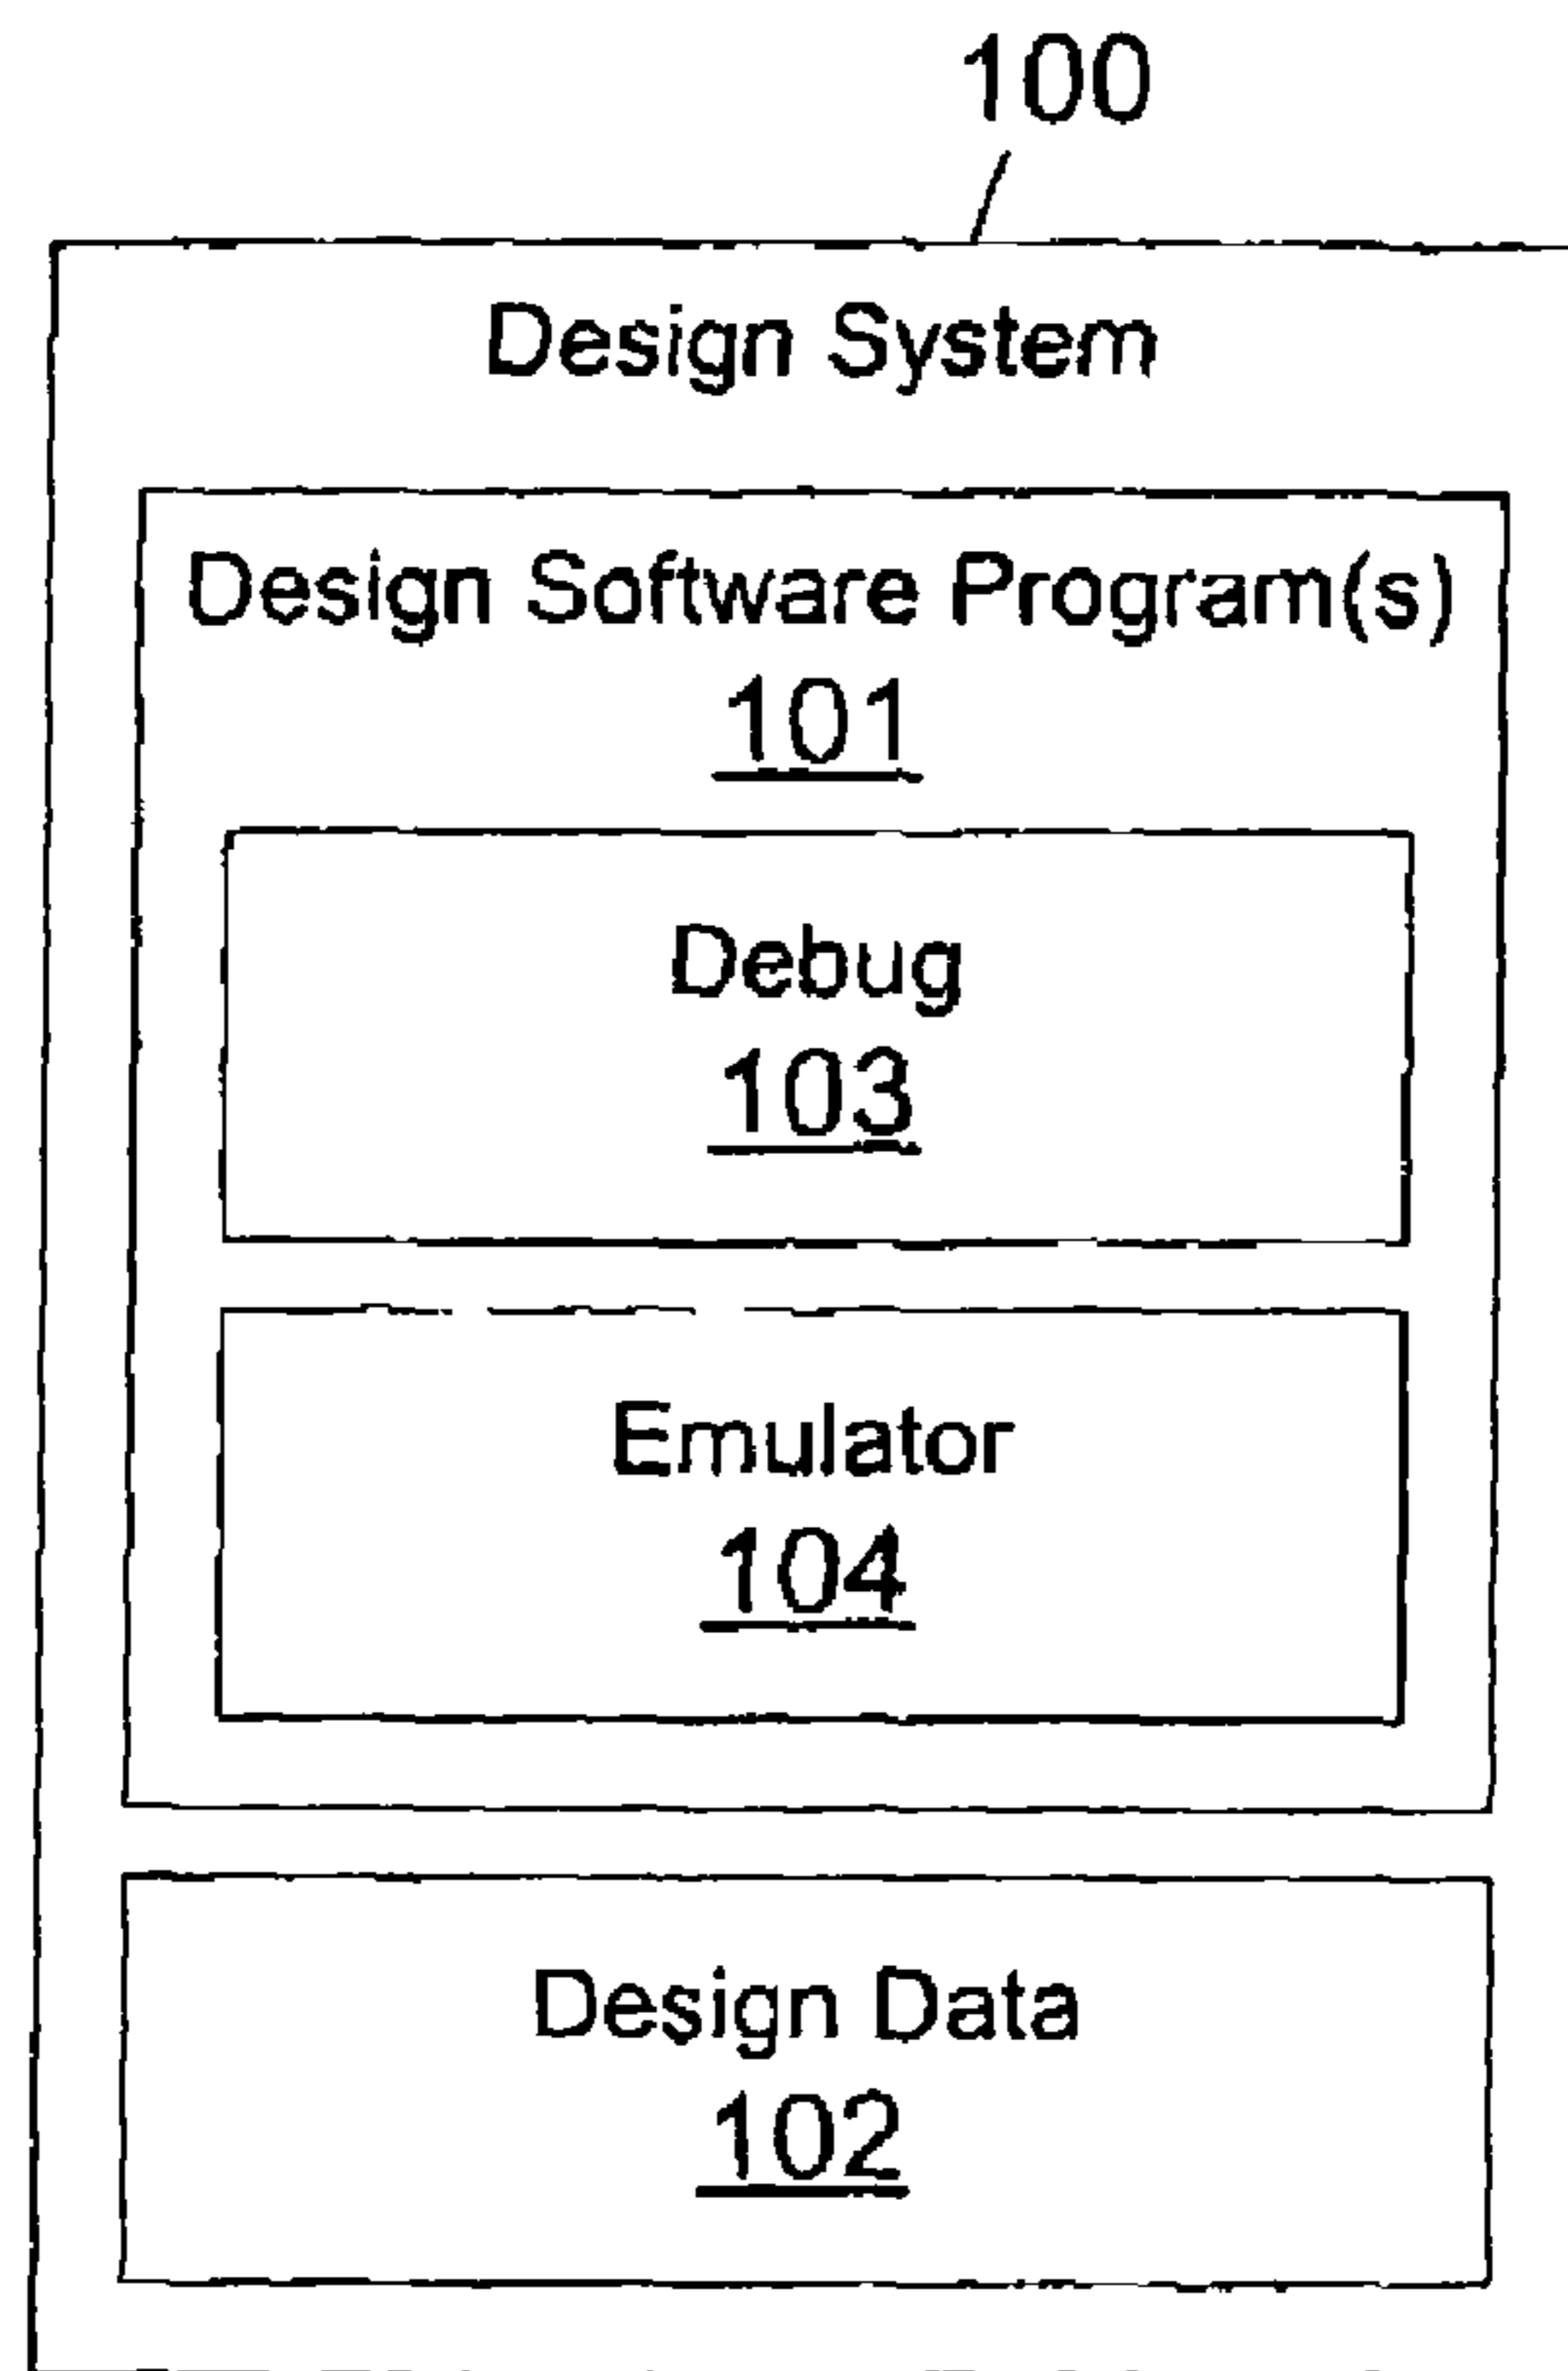 100
Design System
Design Software Program(s)
101
Debug
103
Emulator
104
Design Data
102